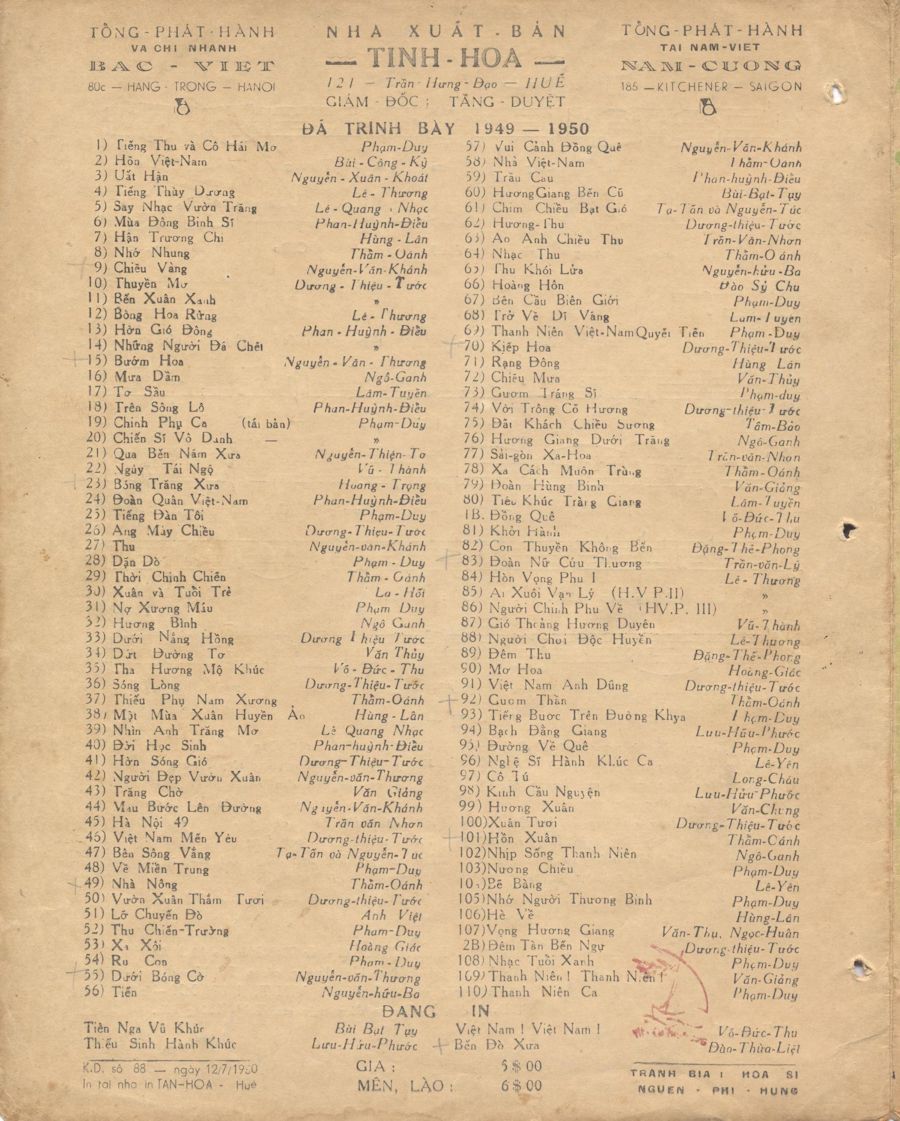 TỔNG-PHÁT-HÀNH
VÀ CHI NHÁNH
BAC-VIET
80c — HANG-TRONG — HANOI
NHA XUẤT-BẢN
— TINH-HOA —
121 — Trần-Hưng-Đạo — HUẾ
GIÁM-ĐỐC: TĂNG-DUYỆT
TỔNG-PHÁT-HÀNH
TẠI NAM-VIET
NAM-CUONG
185 —KITCHENER — SAIGON
ĐÃ TRÌNH BÀY 1949 — 1950
1) Tiếng Thu và Cô Hái Mơ Phạm-Duy
2) Hồn Việt-Nam Bùi-Công-Kỳ
3) Uất Hận Nguyễn-Xuân-Khoát
4) Tiếng Thùy Dương Lê-Thương
5) Say Nhạc Vườn Trăng Lê-Quang-Nhạc
6) Mùa Đông Binh Sĩ Phan-Huỳnh-Điều
7) Hận Trương Chi Hùng-Lân
8) Nhớ Nhung Thẩm-Oánh
9) Chiều Vàng Nguyễn-Văn-Khánh
10) Thuyền Mơ Dương-Thiệu-Tước
11) Bến Xuân Xanh »
12) Bông Hoa Rừng Lê-Thương
13) Hờn Gió Đông Phan-Huỳnh-Điều
14) Những Người Đã Chết »
15) Bướm Hoa Nguyễn-Văn-Thương
16) Mưa Dầm Ngô-Ganh
17) Tơ Sầu Lâm-Tuyền
18) Trên Sông Lô Phan-Huỳnh-Điều
19) Chinh Phụ Ca (tái bản) Phạm-Duy
20) Chiến Sĩ Vô Danh — »
21) Qua Bến Năm Xưa Nguyễn-Thiện-Tơ
22) Ngày Tái Ngộ Vũ-Thành
23) Bóng Trăng Xưa Hoàng-Trọng
24) Đoàn Quân Việt-Nam Phan-Huỳnh-Điều
25) Tiếng Đàn Tôi Phạm-Duy
26) Áng Mây Chiều Dương-Thiệu-Tước
27) Thu Nguyễn-văn-Khánh
28) Dặn Dò Phạm-Duy
29) Thời Chinh Chiến Thẩm-Oánh
30) Xuân và Tuổi Trẻ La-Hối
31) Nợ Xương Máu Phạm Duy
32) Hương Bình Ngô Ganh
33) Dưới Nắng Hồng Dương Thiệu Tước
34) Dứt Đường Tơ Văn Thủy
35) Tha Hương Mộ Khúc Võ-Đức-Thu
36) Sóng Lòng Dương-Thiệu-Tước
37) Thiếu Phụ Nam Xương Thẩm-Oánh
38) Một Mùa Xuân Huyền Ảo Hùng-Lân
39) Nhìn Anh Trăng Mơ Lê Quang Nhạc
40) Đời Học Sinh Phan-huỳnh-Điều
41) Hờn Sóng Gió Dương-Thiệu-Tước
42) Người Đẹp Vườn Xuân Nguyễn-văn-Thương
43) Trăng Chờ Văn Giảng
44) Mau Bước Lên Đường Nguyễn-Văn-Khánh
45) Hà Nội 49 Trần văn Nhơn
46) Việt Nam Mến Yêu Dương-thiệu-Tước
47) Bên Sông Vắng Tạ-Tấn và Nguyễn-Túc
48) Về Miền Trung Phạm-Duy
49) Nhà Nông Thẩm-Oánh
50) Vườn Xuân Thắm Tươi Dương-thiệu-Tước
51) Lỡ Chuyến Đò Anh Việt
52) Thu Chiến-Trường Phạm-Duy
53) Xa Xôi Hoàng Giác
54) Ru Con Phạm-Duy
55) Dưới Bóng Cờ Nguyễn-văn-Thương
56) Tiến Nguyễn-hữu-Ba
57) Vui Cảnh Đồng Quê Nguyễn-Văn-Khánh
58) Nhà Việt-Nam Thẩm-Oánh
59) Trầu Cau Phan-huỳnh-Điều
60) HươngGiang Bến Cũ Bùi-Bạt-Tụy
61) Chim Chiều Bạt Gió Tạ-Tấn và Nguyễn-Túc
62) Hương-Thu Dương-thiệu-Tước
63) Áo Anh Chiều Thu Trần-Văn-Nhơn
64) Nhạc Thu Thẩm-Oánh
65) Thu Khói Lửa Nguyễn-hữu-Ba
66) Hoàng Hôn Đào Sỹ Chu
67) Bên Cầu Biên Giới Phạm-Duy
68) Trở Về Dĩ Vãng Lâm-Tuyền
69) Thanh Niên Việt-NamQuyết Tiến Phạm-Duy
70) Kiếp Hoa Dương-Thiệu-Tước
71) Rạng Đông Hùng Lân
72) Chiều Mưa Văn-Thủy
73) Gươm Tráng Sĩ Phạm-duy
74) Vời Trông Cố Hương Dương-thiệu-Tước
75) Đất Khách Chiều Sương Tâm-Bảo
76) Hương Giang Dưới Trăng Ngô-Ganh
77) Sài-gòn Xa-Hoa Trần-văn-Nhơn
78) Xa Cách Muôn Trùng Thẩm-Oánh
79) Đoàn Hùng Binh Văn-Giảng
80) Tiêu Khúc Tràng Giang Lâm-Tuyền
1B. Đồng Quê Võ-Đức-Thu
81) Khởi Hành Phạm-Duy
82) Con Thuyền Không Bến Đặng-Thế-Phong
83) Đoàn Nữ Cứu Thương Trần-văn-Lý
84) Hòn Vọng Phu I Lê-Thương
85) Ai Xuôi Vạn Lý (H.V P.II) »
86) Người Chinh Phu Về (HV.P. III) »
87) Gió Thoảng Hương Duyên Vũ-Thành
88) Người Chơi Độc Huyền Lê-Thương
89) Đêm Thu Đặng-Thế-Phong
90) Mơ Hoa Hoàng-Giác
91) Việt Nam Anh Dũng Dương-thiệu-Tước
92) Gươm Thần Thẩm-Oánh
93) Tiếng Bước Trên Đường Khya Phạm-Duy
94) Bạch Đằng Giang Lưu-Hữu-Phước
95) Đường Về Quê Phạm-Duy
96) Nghệ Sĩ Hành Khúc Ca Lê-Yên
97) Cô Tú Long-Châu
98) Kinh Cầu Nguyện Lưu-Hữu Phước
99) Hương Xuân Văn-Chung
100)Xuân Tươi Dương-Thiệu-Tước
101)Hồn Xuân Thẩm-Oánh
102)Nhịp Sống Thanh Niên Ngô-Ganh
103)Nương Chiều Phạm-Duy
104)Bẽ Bàng Lê-Yên
105)Nhớ Người Thương Binh Phạm-Duy
106)Hè Về Hùng-Lân
107)Vọng Hương Giang Văn-Thu, Ngọc-Huân
2B)Đêm Tàn Bến Ngự Dương-thiệu-Tước
108)Nhạc Tuổi Xanh Phạm-Duy
109)Thanh Niên! Thanh Niên! Văn-Giảng
110)Thanh Niên Ca Phạm-Duy
ĐANG IN
Tiên Nga Vũ Khúc Bùi Bạt Tụy
Thiếu Sinh Hành Khúc Lưu-Hữu-Phước
Việt Nam! Việt Nam! Võ-Đức-Thu
Bến Đò Xưa Đào-Thừa-Liệt
K.D. số 88 — ngày 12/7/1950
In tại nhà in TAN-HOA - Huế
GIÁ: 5$00
MÊN, LÀO: 6$00
TRANH BIA: HOA SI
NGUEN-PHI-HUNG